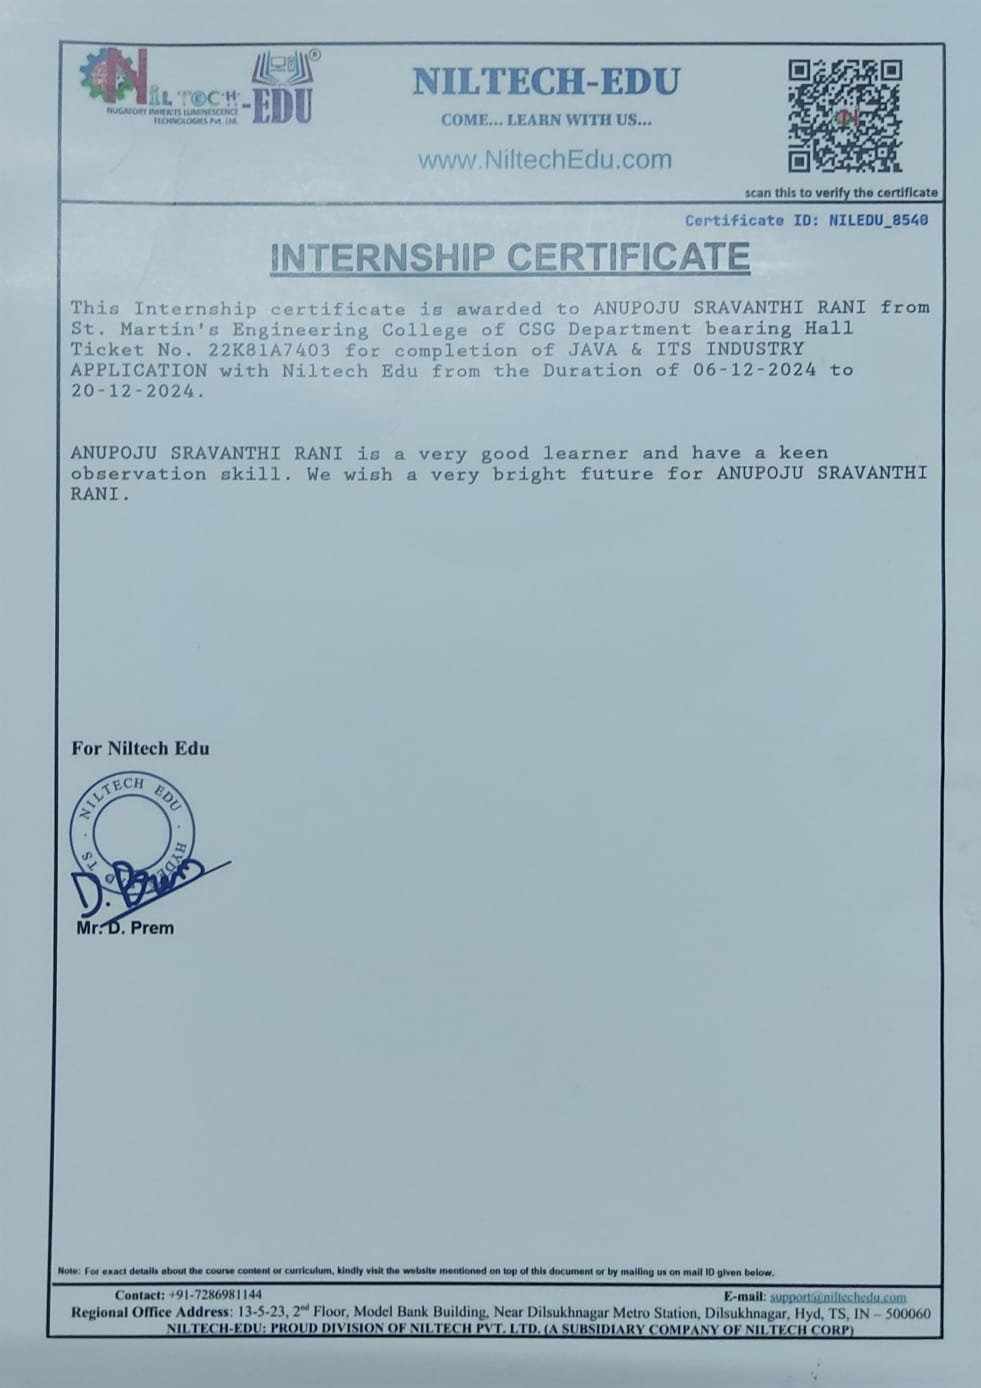 NIL TECH-EDU ®
NUGATORY INHERITS LUMINESCENCE
TECHNOLOGIES Pvt. Ltd.
NILTECH-EDU
COME... LEARN WITH US...
www.NiltechEdu.com
scan this to verify the certificate
Certificate ID: NILEDU_8540
INTERNSHIP CERTIFICATE
This Internship certificate is awarded to ANUPOJU SRAVANTHI RANI from
St. Martin's Engineering College of CSG Department bearing Hall
Ticket No. 22K81A7403 for completion of JAVA & ITS INDUSTRY
APPLICATION with Niltech Edu from the Duration of 06-12-2024 to
20-12-2024.
ANUPOJU SRAVANTHI RANI is a very good learner and have a keen
observation skill. We wish a very bright future for ANUPOJU SRAVANTHI
RANI.
For Niltech Edu
NILTECH EDU
D. Prem
Mr. D. Prem
Note: For exact details about the course content or curriculum, kindly visit the website mentioned on top of this document or by mailing us on mail ID given below.
Contact: +91-7286981144 E-mail: support@niltechedu.com
Regional Office Address: 13-5-23, 2nd Floor, Model Bank Building, Near Dilsukhnagar Metro Station, Dilsukhnagar, Hyd, TS, IN – 500060
NILTECH-EDU: PROUD DIVISION OF NILTECH PVT. LTD. (A SUBSIDIARY COMPANY OF NILTECH CORP)